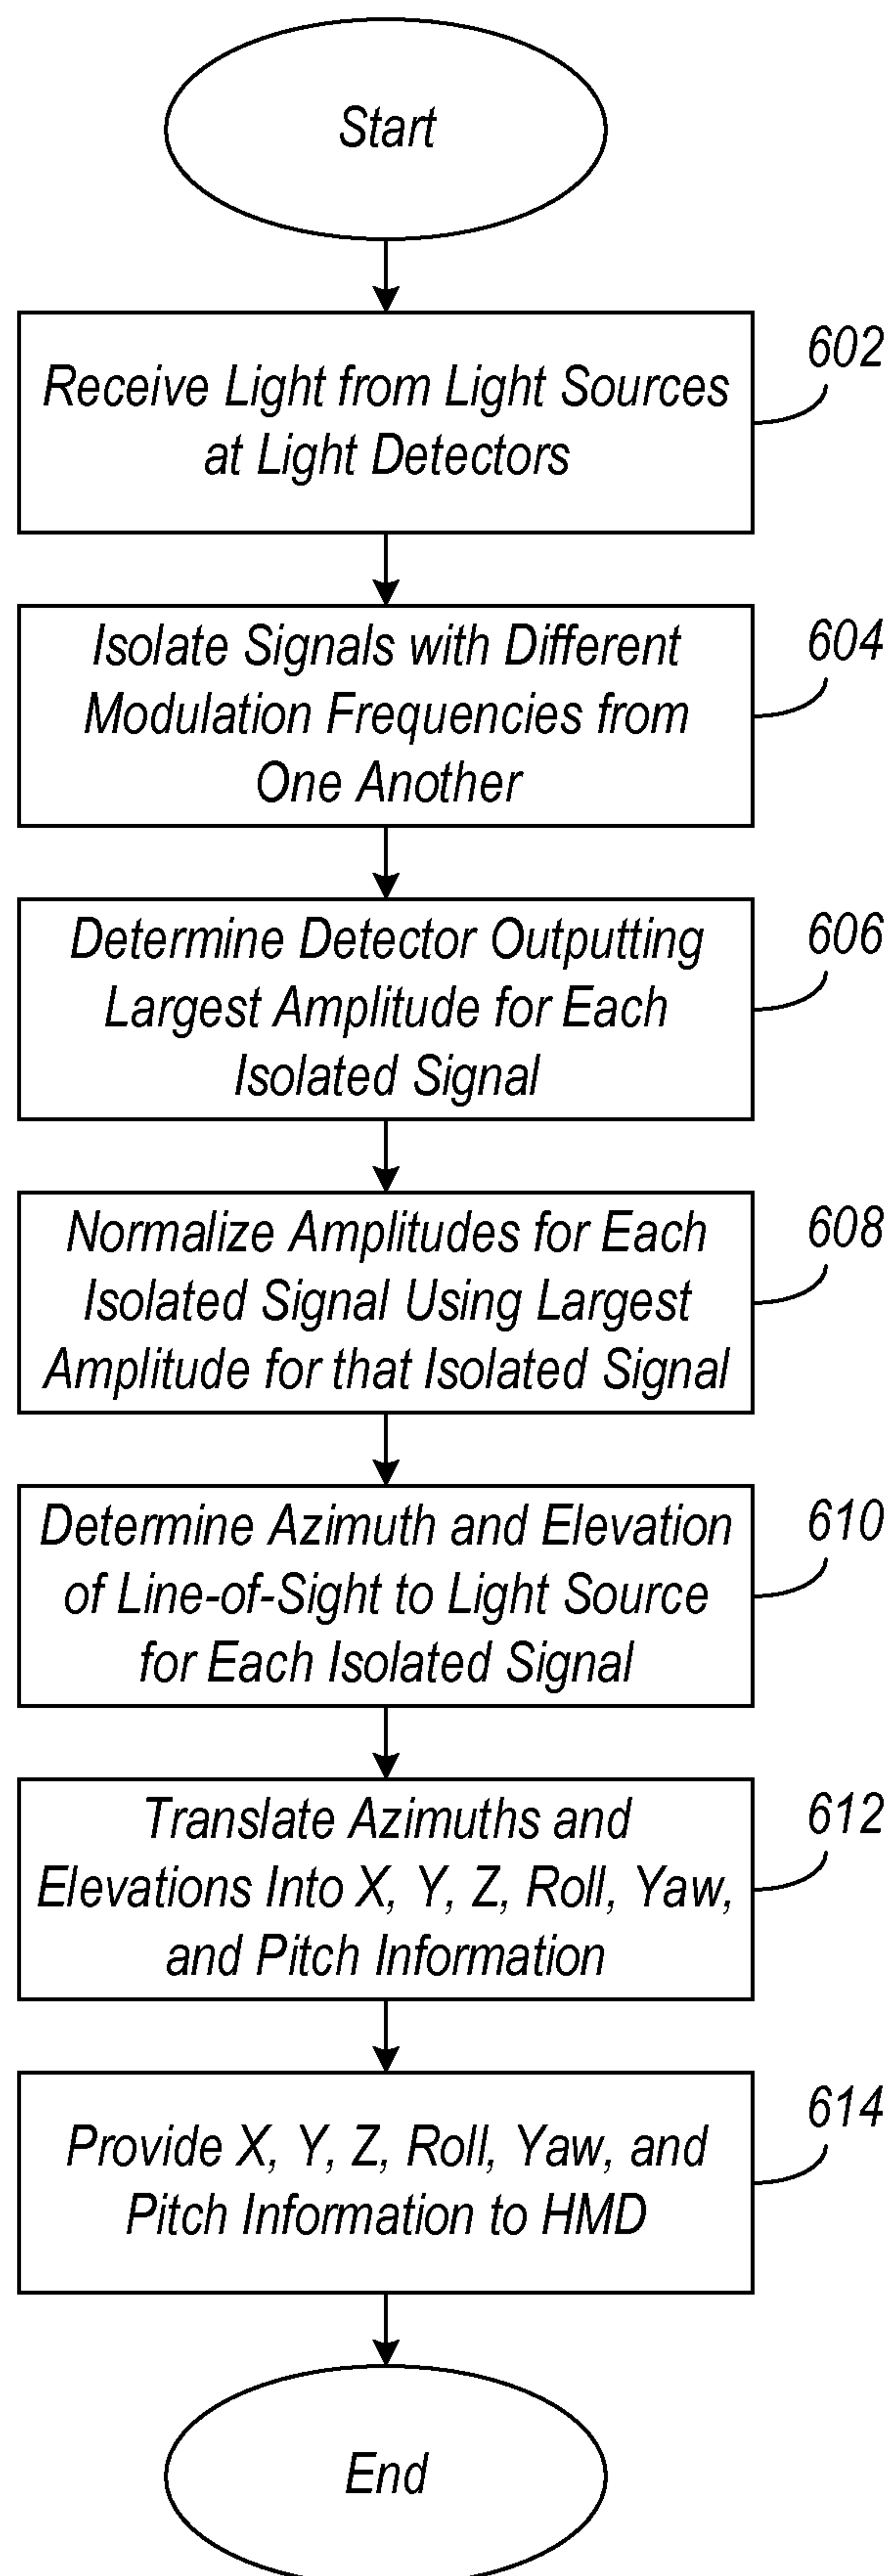 Start
602
Receive Light from Light Sources
at Light Detectors
604
Isolate Signals with Different
Modulation Frequencies from
One Another
606
Determine Detector Outputting
Largest Amplitude for Each
Isolated Signal
608
Normalize Amplitudes for Each
Isolated Signal Using Largest
Amplitude for that Isolated Signal
610
Determine Azimuth and Elevation
of Line-of-Sight to Light Source
for Each Isolated Signal
612
Translate Azimuths and
Elevations Into X, Y, Z, Roll, Yaw,
and Pitch Information
614
Provide X, Y, Z, Roll, Yaw, and
Pitch Information to HMD
End